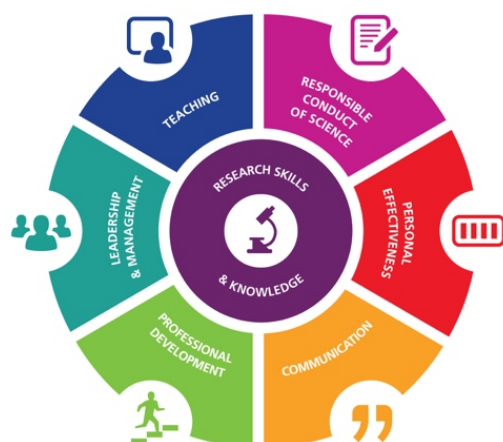 TEACHING
RESPONSIBLE
CONDUCT
OF SCIENCE
LEADERSHIP
& MANAGEMENT
RESEARCH SKILLS
& KNOWLEDGE
PERSONAL
EFFECTIVENESS
PROFESSIONAL
DEVELOPMENT
COMMUNICATION